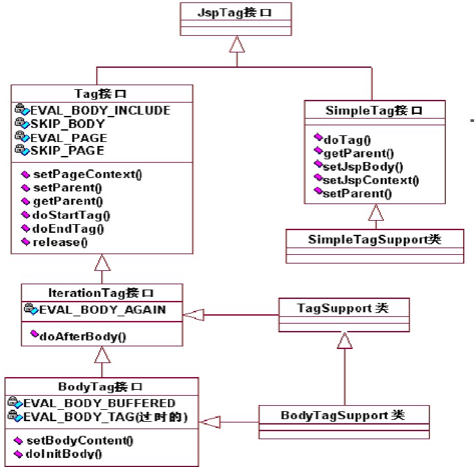 JspTag接口
Tag接口
EVAL_BODY_INCLUDE
SKIP_BODY
EVAL_PAGE
SKIP_PAGE
setPageContext()
setParent()
getParent()
doStartTag()
doEndTag()
release()
SimpleTag接口
doTag()
getParent()
setJspBody()
setJspContext()
setParent()
SimpleTagSupport类
IterationTag接口
EVAL_BODY_AGAIN
doAfterBody()
TagSupport 类
BodyTag接口
EVAL_BODY_BUFFERED
EVAL_BODY_TAG(过时的)
setBodyContent()
doInitBody()
BodyTagSupport 类